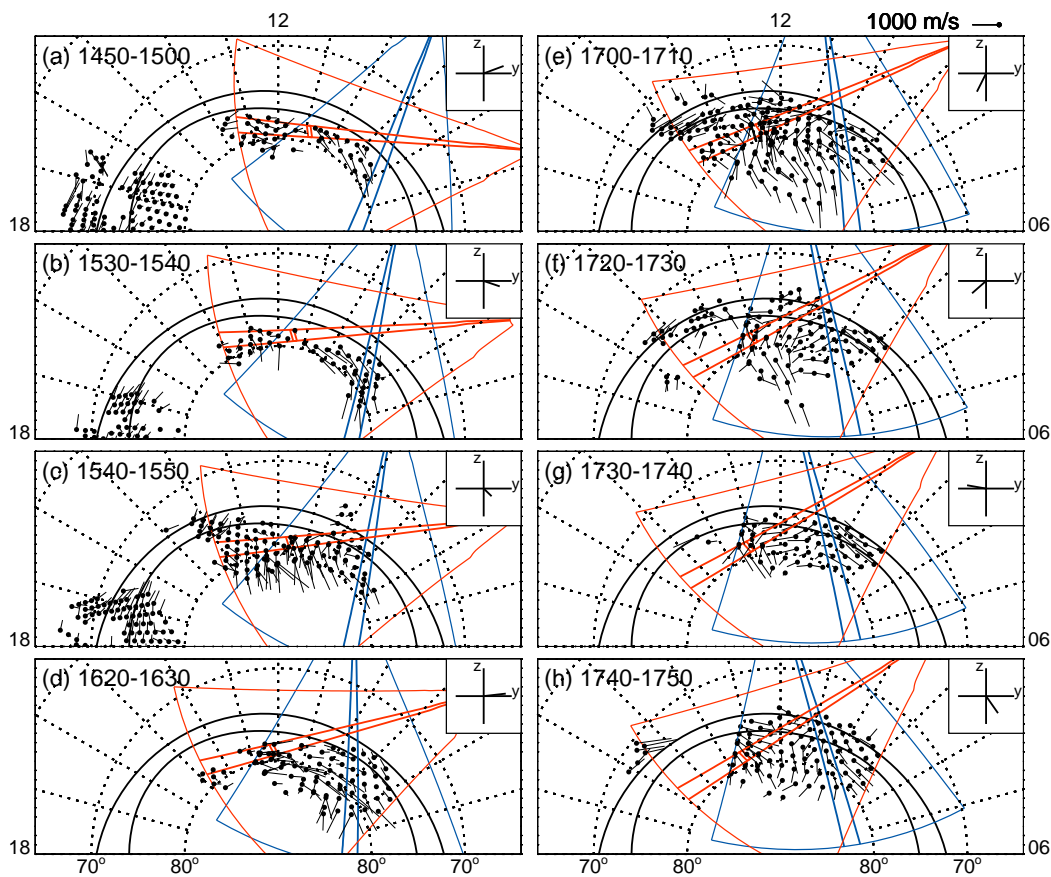 12 12 1000 m/s
(a) 1450-1500 z y (e) 1700-1710 z y
18 06
(b) 1530-1540 z y (f) 1720-1730 z y
18 06
(c) 1540-1550 z y (g) 1730-1740 z y
18 06
(d) 1620-1630 z y (h) 1740-1750 z y
18 06
70° 80° 80° 70° 80° 80° 70°